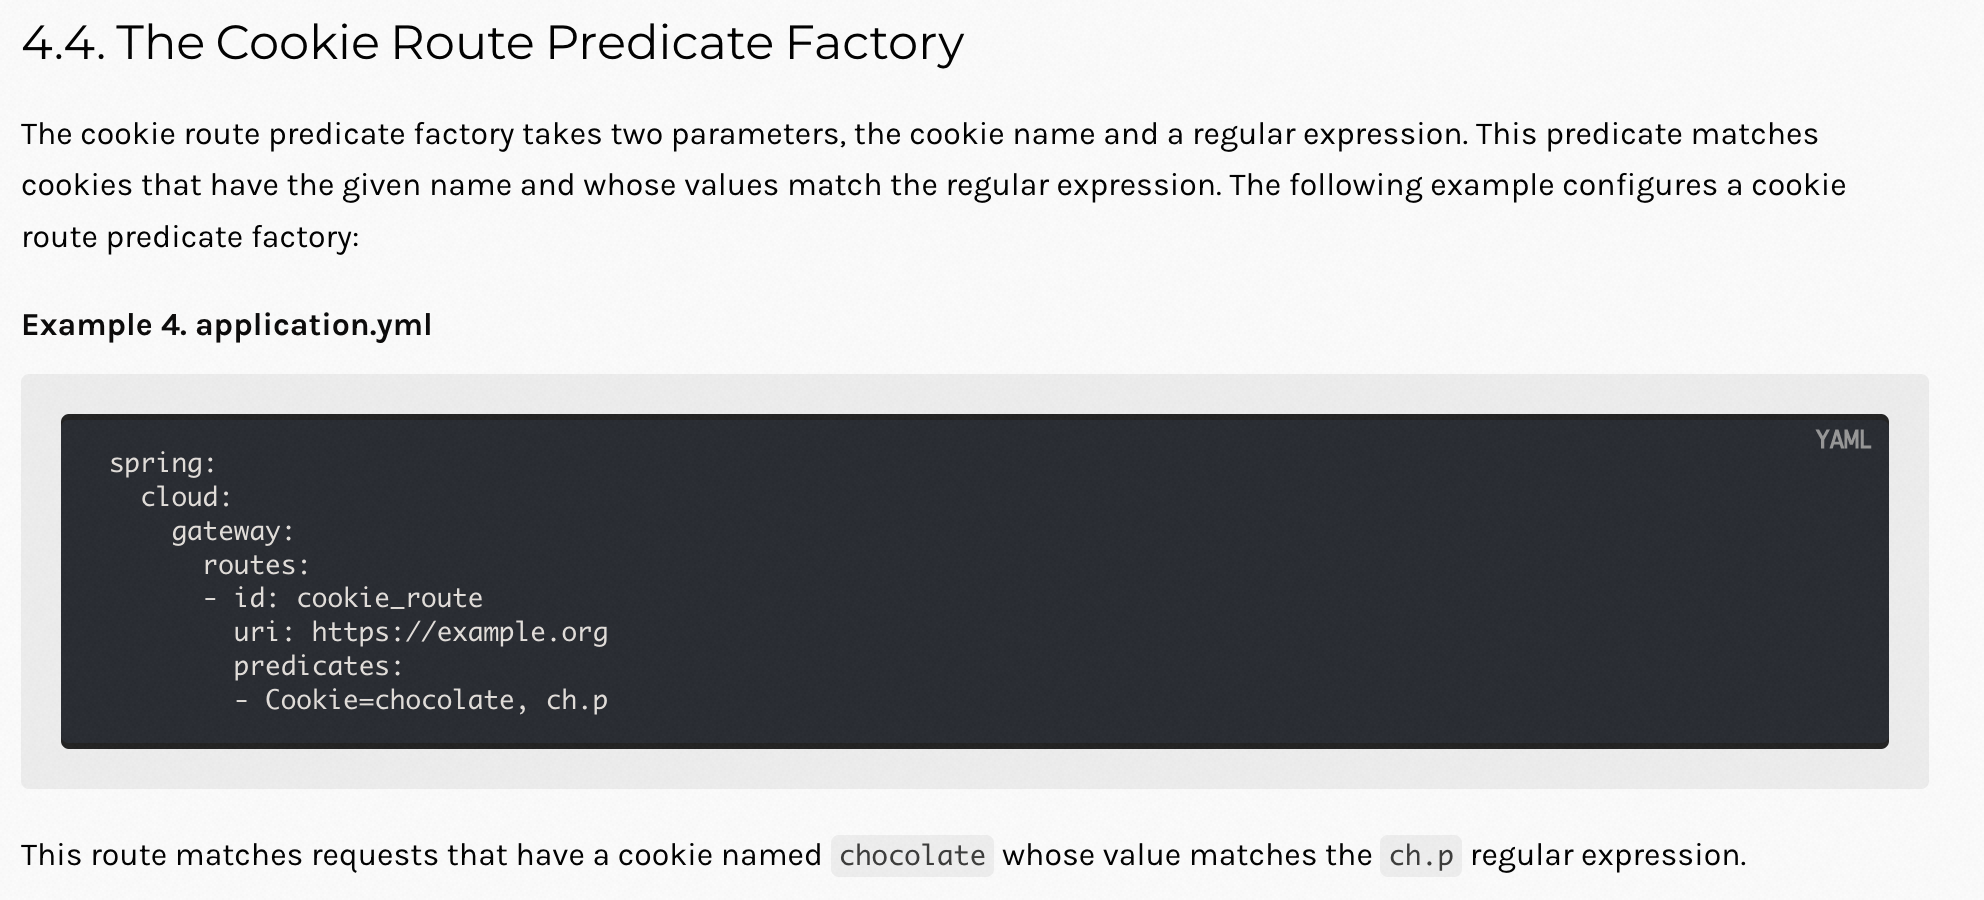 4.4. The Cookie Route Predicate Factory
The cookie route predicate factory takes two parameters, the cookie name and a regular expression. This predicate matches
cookies that have the given name and whose values match the regular expression. The following example configures a cookie
route predicate factory:
Example 4. application.yml
YAML
spring:
  cloud:
    gateway:
      routes:
      - id: cookie_route
        uri: https://example.org
        predicates:
        - Cookie=chocolate, ch.p
This route matches requests that have a cookie named chocolate whose value matches the ch.p regular expression.